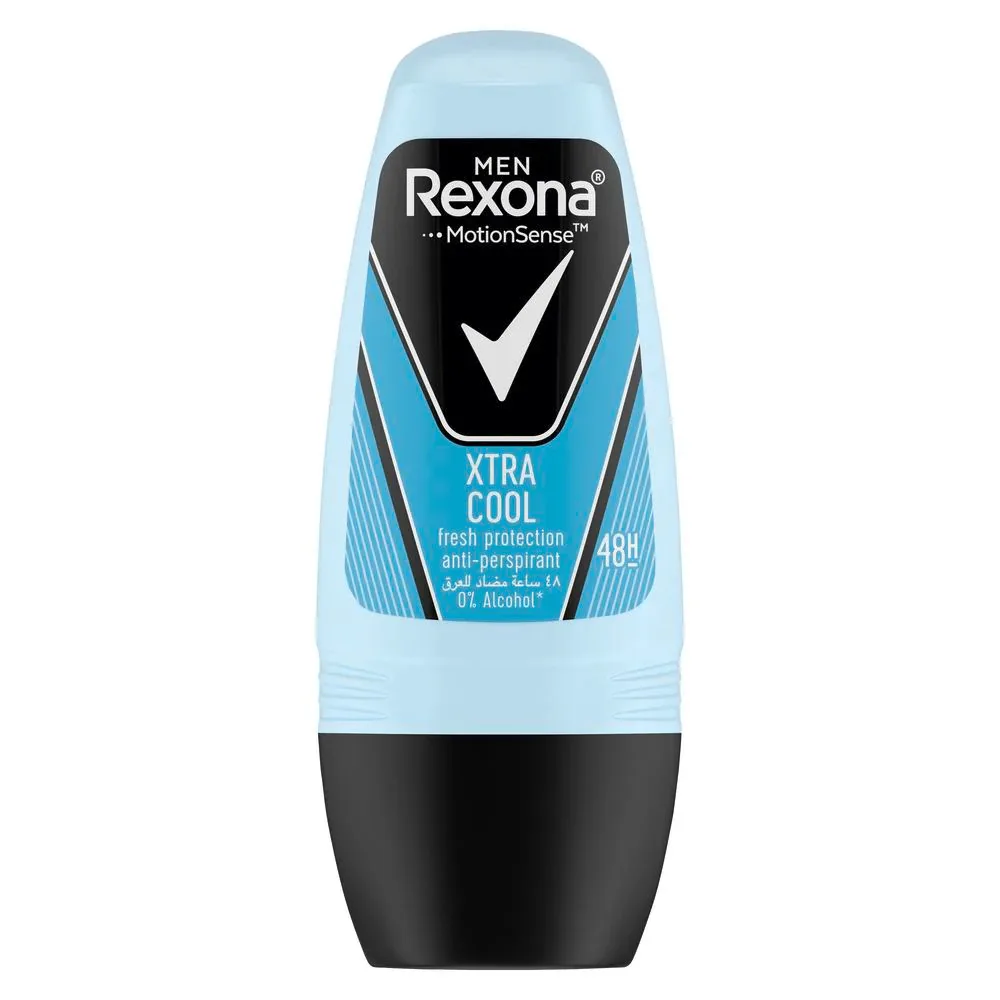 MEN
Rexona®
MotionSense™
XTRA
COOL
fresh protection
anti-perspirant
٤٨ ساعة مضاد للعرق
0% Alcohol*
48H